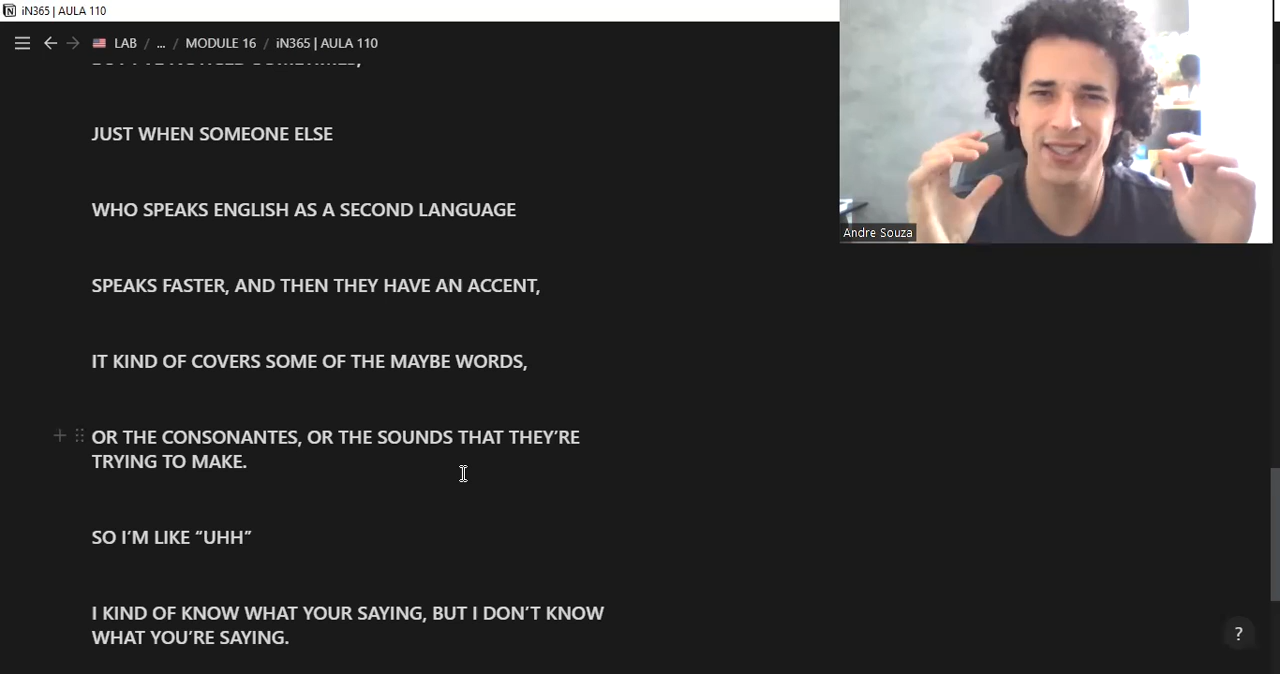 iN365 | AULA 110
LAB / ... / MODULE 16 / iN365 | AULA 110
JUST WHEN SOMEONE ELSE
WHO SPEAKS ENGLISH AS A SECOND LANGUAGE
SPEAKS FASTER, AND THEN THEY HAVE AN ACCENT,
IT KIND OF COVERS SOME OF THE MAYBE WORDS,
OR THE CONSONANTES, OR THE SOUNDS THAT THEY’RE
TRYING TO MAKE.
SO I’M LIKE “UHH”
I KIND OF KNOW WHAT YOUR SAYING, BUT I DON’T KNOW
WHAT YOU’RE SAYING.
Andre Souza
?